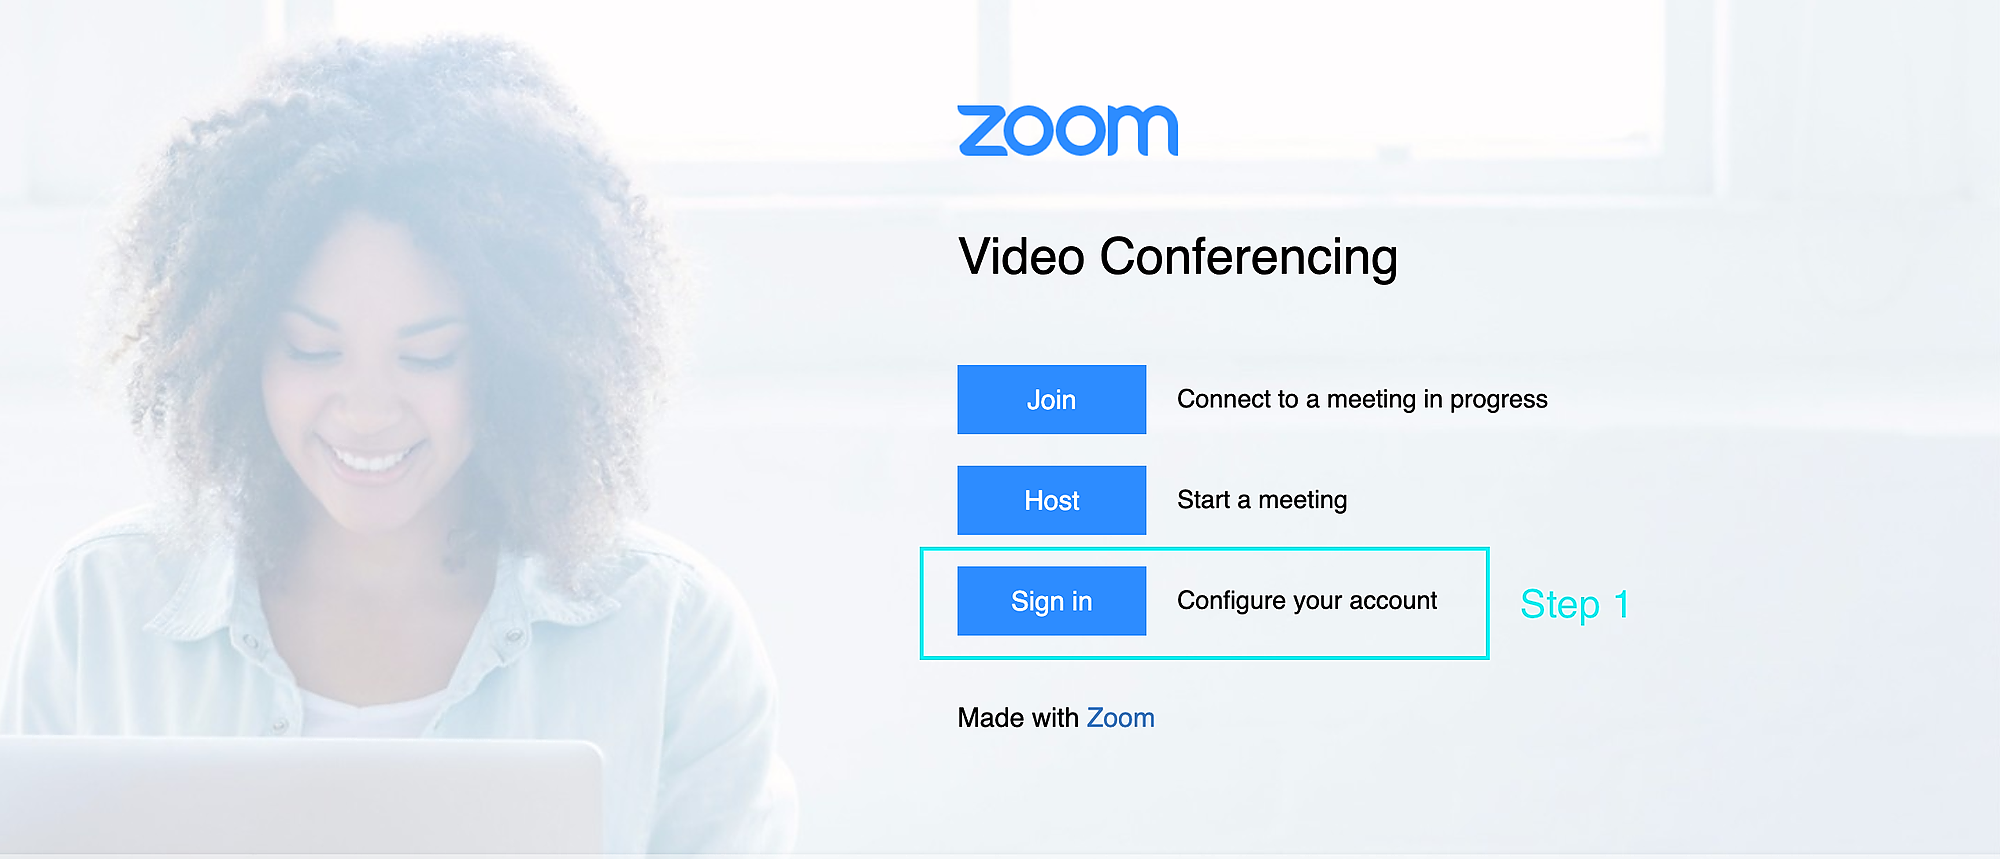 zoom
Video Conferencing
Join Connect to a meeting in progress
Host Start a meeting
Sign in Configure your account
Step 1
Made with Zoom